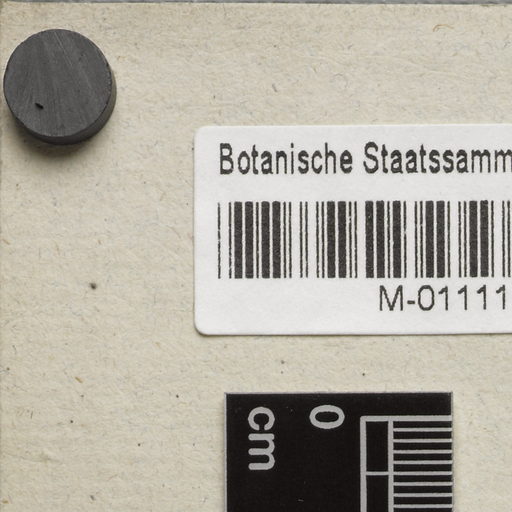 Botanische Staatssamm
M-01111
0
cm